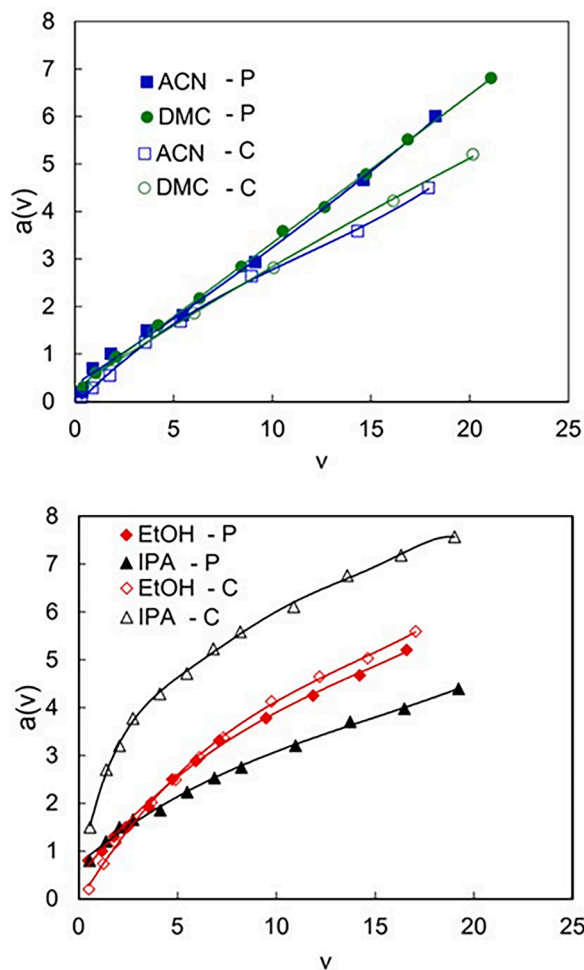 8
7
6
5
4
3
2
1
0
a(v)
ACN - P
DMC - P
ACN - C
DMC - C
0 5 10 15 20 25
v
8
7
6
5
4
3
2
1
0
a(v)
EtOH - P
IPA - P
EtOH - C
IPA - C
0 5 10 15 20 25
v